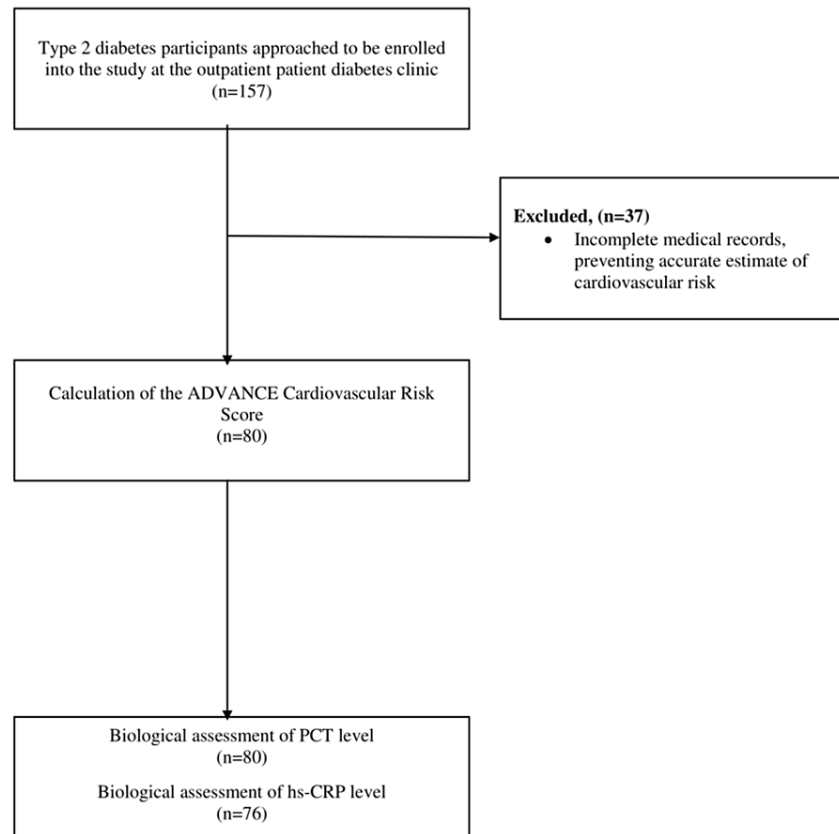 Type 2 diabetes participants approached to be enrolled
into the study at the outpatient patient diabetes clinic
(n=157)
Excluded, (n=37)
• Incomplete medical records,
preventing accurate estimate of
cardiovascular risk
Calculation of the ADVANCE Cardiovascular Risk
Score
(n=80)
Biological assessment of PCT level
(n=80)
Biological assessment of hs-CRP level
(n=76)